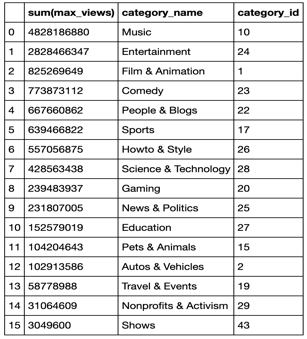 sum(max_views) category_name category_id
0 4828186880 Music 10
1 2828466347 Entertainment 24
2 825269649 Film & Animation 1
3 773873112 Comedy 23
4 667660862 People & Blogs 22
5 639466822 Sports 17
6 557056875 Howto & Style 26
7 428563438 Science & Technology 28
8 239483937 Gaming 20
9 231807005 News & Politics 25
10 152579019 Education 27
11 104204643 Pets & Animals 15
12 102913586 Autos & Vehicles 2
13 58778988 Travel & Events 19
14 31064609 Nonprofits & Activism 29
15 3049600 Shows 43